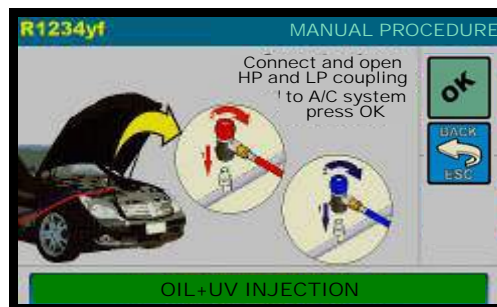 R1234yf
MANUAL PROCEDURE
Connect and open
HP and LP coupling
to A/C system
press OK
OK
BACK
ESC
OIL+UV INJECTION